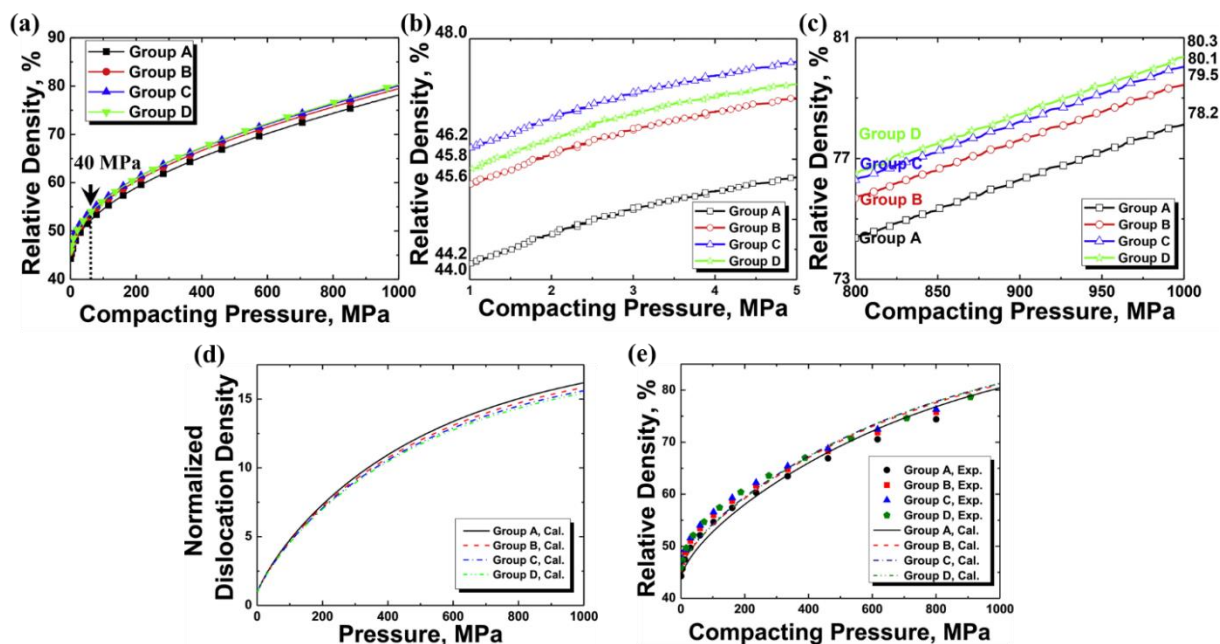 (a)
Relative Density, %
90
80
70
60
50
40
Group A
Group B
Group C
Group D
40 MPa
0 200 400 600 800 1000
Compacting Pressure, MPa
(b)
Relative Density, %
48.0
46.2
45.8
45.6
44.2
44.0
Group A
Group B
Group C
Group D
1 2 3 4 5
Compacting Pressure, MPa
(c)
Relative Density, %
81
77
73
80.3
80.1
79.5
78.2
Group D
Group C
Group B
Group A
Group A
Group B
Group C
Group D
800 850 900 950 1000
Compacting Pressure, MPa
(d)
Normalized
Dislocation Density
15
10
5
0
Group A, Cal.
Group B, Cal.
Group C, Cal.
Group D, Cal.
0 200 400 600 800 1000
Pressure, MPa
(e)
Relative Density, %
80
70
60
50
40
Group A, Exp.
Group B, Exp.
Group C, Exp.
Group D, Exp.
Group A, Cal.
Group B, Cal.
Group C, Cal.
Group D, Cal.
0 200 400 600 800 1000
Compacting Pressure, MPa